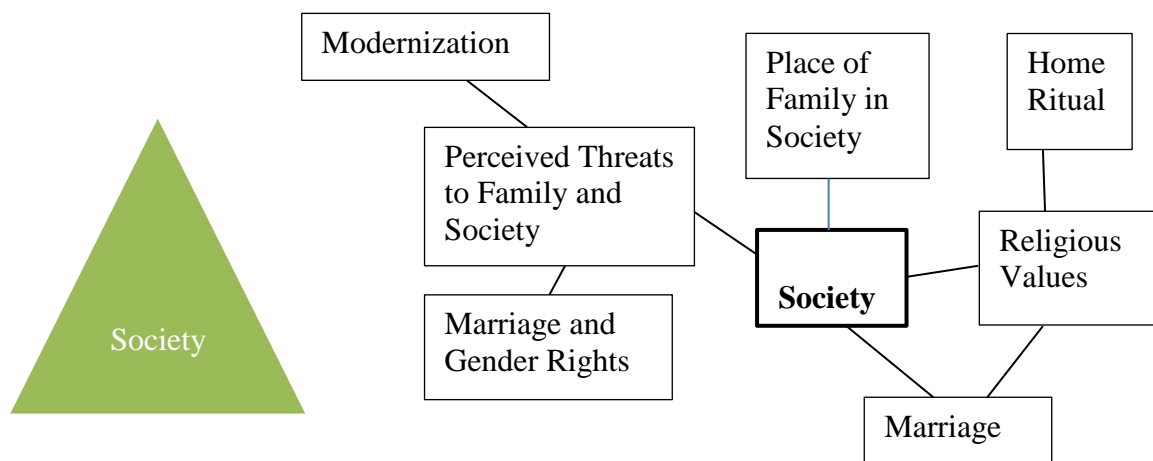 Modernization
Place of
Family in
Society
Home
Ritual
Perceived Threats
to Family and
Society
Religious
Values
Society
Society
Marriage and
Gender Rights
Marriage